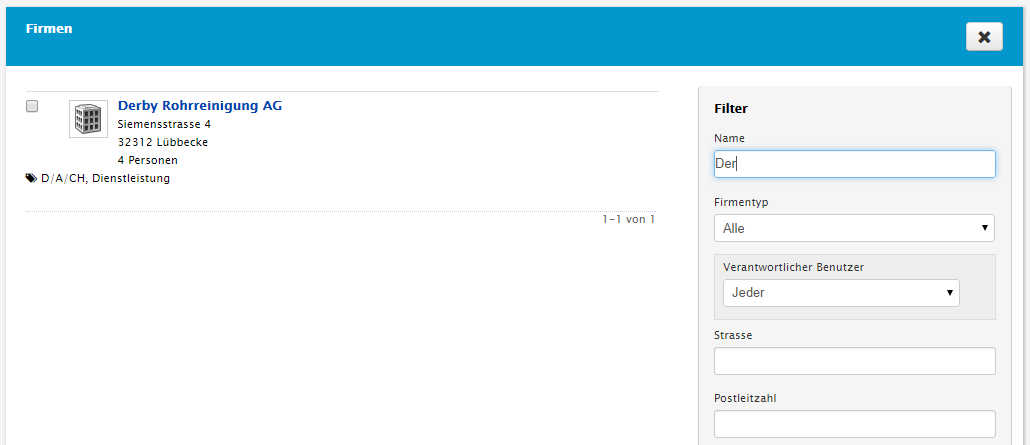 Firmen
Derby Rohrreinigung AG
Siemensstrasse 4
32312 Lübbecke
4 Personen
D/A/CH, Dienstleistung
1-1 von 1
Filter
Name
Der
Firmentyp
Alle
Verantwortlicher Benutzer
Jeder
Strasse
Postleitzahl